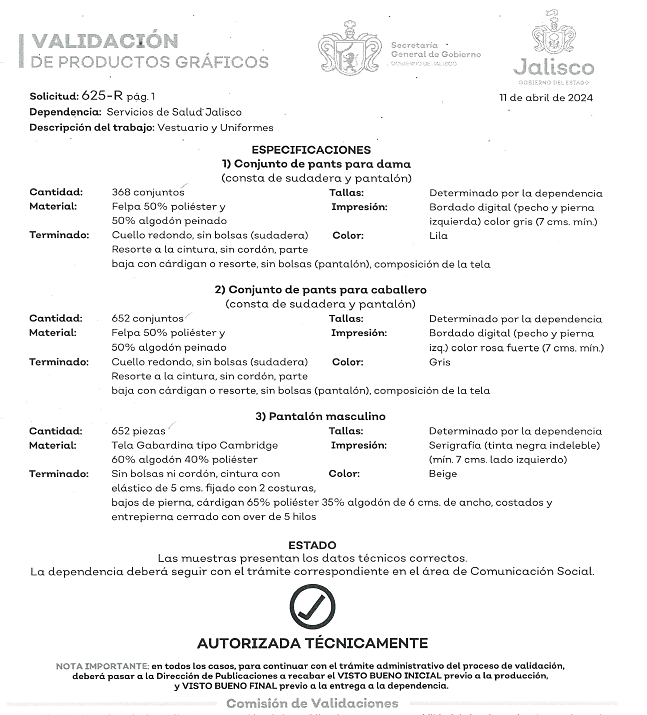 VALIDACIÓN
DE PRODUCTOS GRÁFICOS
Secretaría
General de Gobierno
GOBIERNO DE JALISCO
Jalisco
GOBIERNO DEL ESTADO
Solicitud: 625-R pág. 1
11 de abril de 2024
Dependencia: Servicios de Salud Jalisco
Descripción del trabajo: Vestuario y Uniformes
ESPECIFICACIONES
1) Conjunto de pants para dama
(consta de sudadera y pantalón)
Cantidad: 368 conjuntos Tallas: Determinado por la dependencia
Material: Felpa 50% poliéster y Impresión: Bordado digital (pecho y pierna
50% algodón peinado izquierda) color gris (7 cms. mín.)
Terminado: Cuello redondo, sin bolsas (sudadera) Color: Lila
Resorte a la cintura, sin cordón, parte
baja con cárdigan o resorte, sin bolsas (pantalón), composición de la tela
2) Conjunto de pants para caballero
(consta de sudadera y pantalón)
Cantidad: 652 conjuntos Tallas: Determinado por la dependencia
Material: Felpa 50% poliéster y Impresión: Bordado digital (pecho y pierna
50% algodón peinado izq.) color rosa fuerte (7 cms. mín.)
Terminado: Cuello redondo, sin bolsas (sudadera) Color: Gris
Resorte a la cintura, sin cordón, parte
baja con cárdigan o resorte, sin bolsas (pantalón), composición de la tela
3) Pantalón masculino
Cantidad: 652 piezas Tallas: Determinado por la dependencia
Material: Tela Gabardina tipo Cambridge Impresión: Serigrafía (tinta negra indeleble)
60% algodón 40% poliéster (mín. 7 cms. lado izquierdo)
Terminado: Sin bolsas ni cordón, cintura con Color: Beige
elástico de 5 cms. fijado con 2 costuras,
bajos de pierna, cárdigan 65% poliéster 35% algodón de 6 cms. de ancho, costados y
entrepierna cerrado con over de 5 hilos
ESTADO
Las muestras presentan los datos técnicos correctos.
La dependencia deberá seguir con el trámite correspondiente en el área de Comunicación Social.
AUTORIZADA TÉCNICAMENTE
NOTA IMPORTANTE: en todos los casos, para continuar con el trámite administrativo del proceso de validación,
deberá pasar a la Dirección de Publicaciones a recabar el VISTO BUENO INICIAL previo a la producción,
y VISTO BUENO FINAL previo a la entrega a la dependencia.
Comisión de Validaciones